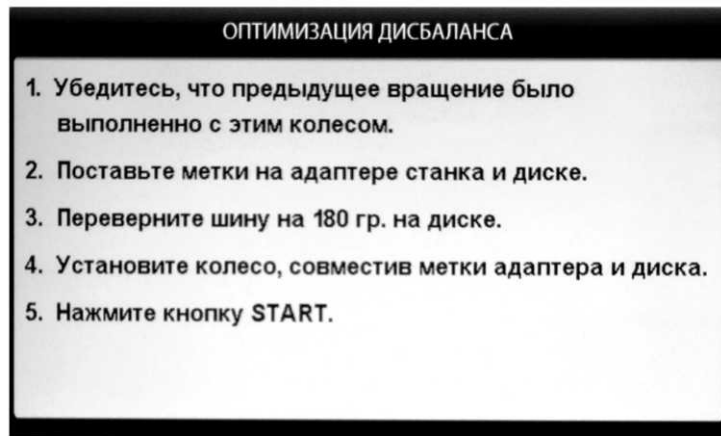 ОПТИМИЗАЦИЯ ДИСБАЛАНСА
1. Убедитесь, что предыдущее вращение было
выполненно с этим колесом.
2. Поставьте метки на адаптере станка и диске.
3. Переверните шину на 180 гр. на диске.
4. Установите колесо, совместив метки адаптера и диска.
5. Нажмите кнопку START.